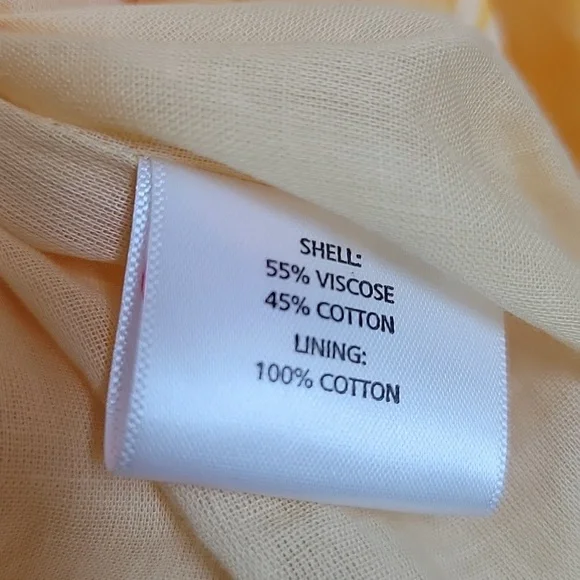 SHELL:
55% VISCOSE
45% COTTON
LINING:
100% COTTON